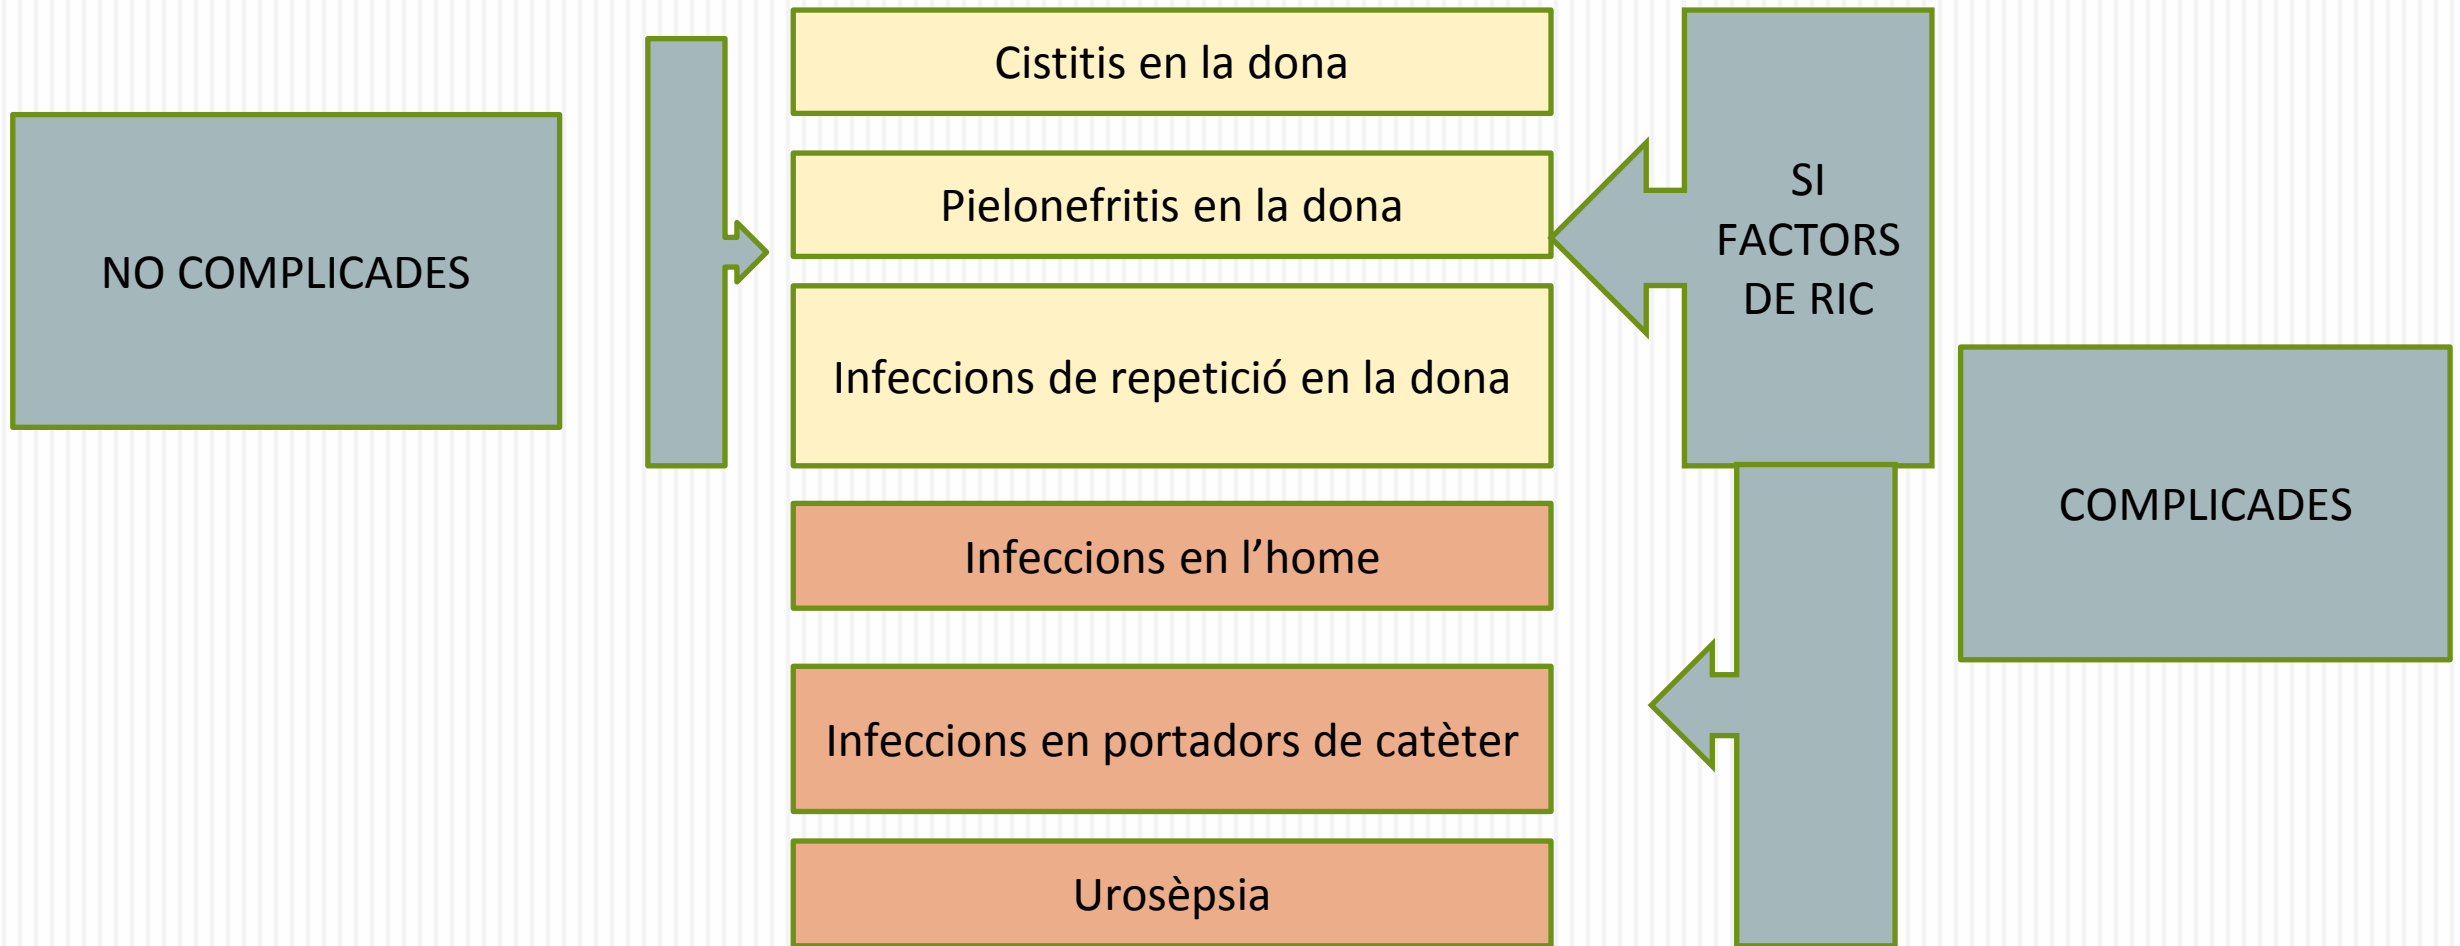 NO COMPLICADES
Cistitis en la dona
Pielonefritis en la dona
Infeccions de repetició en la dona
Infeccions en l’home
Infeccions en portadors de catèter
Urosèpsia
SI
FACTORS
DE RIC
COMPLICADES